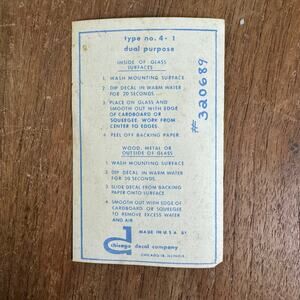 type no. 4-1
dual purpose
INSIDE OF GLASS
SURFACES
1. WASH MOUNTING SURFACE
2. DIP DECAL IN WARM WATER
FOR 20 SECONDS
3. PLACE ON GLASS AND
SMOOTH OUT WITH EDGE
OF CARDBOARD OR
SQUEEGEE. WORK FROM
CENTER TO EDGES.
4. PEEL OFF BACKING PAPER
WOOD, METAL OR
OUTSIDE OF GLASS
1. WASH MOUNTING SURFACE
2. DIP DECAL IN WARM WATER
FOR 20 SECONDS.
3. SLIDE DECAL FROM BACKING
PAPER ONTO SURFACE
4. SMOOTH OUT WITH EDGE OF
CARDBOARD OR SQUEEGEE
TO REMOVE EXCESS WATER
AND AIR
MADE IN U.S.A. BY
chicago decal company
CHICAGO 18, ILLINOIS
# 320689